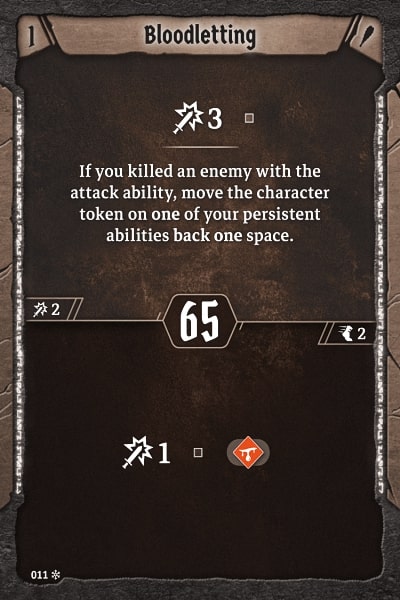 1 Bloodletting
3
If you killed an enemy with the
attack ability, move the character
token on one of your persistent
abilities back one space.
2
65
2
1
011